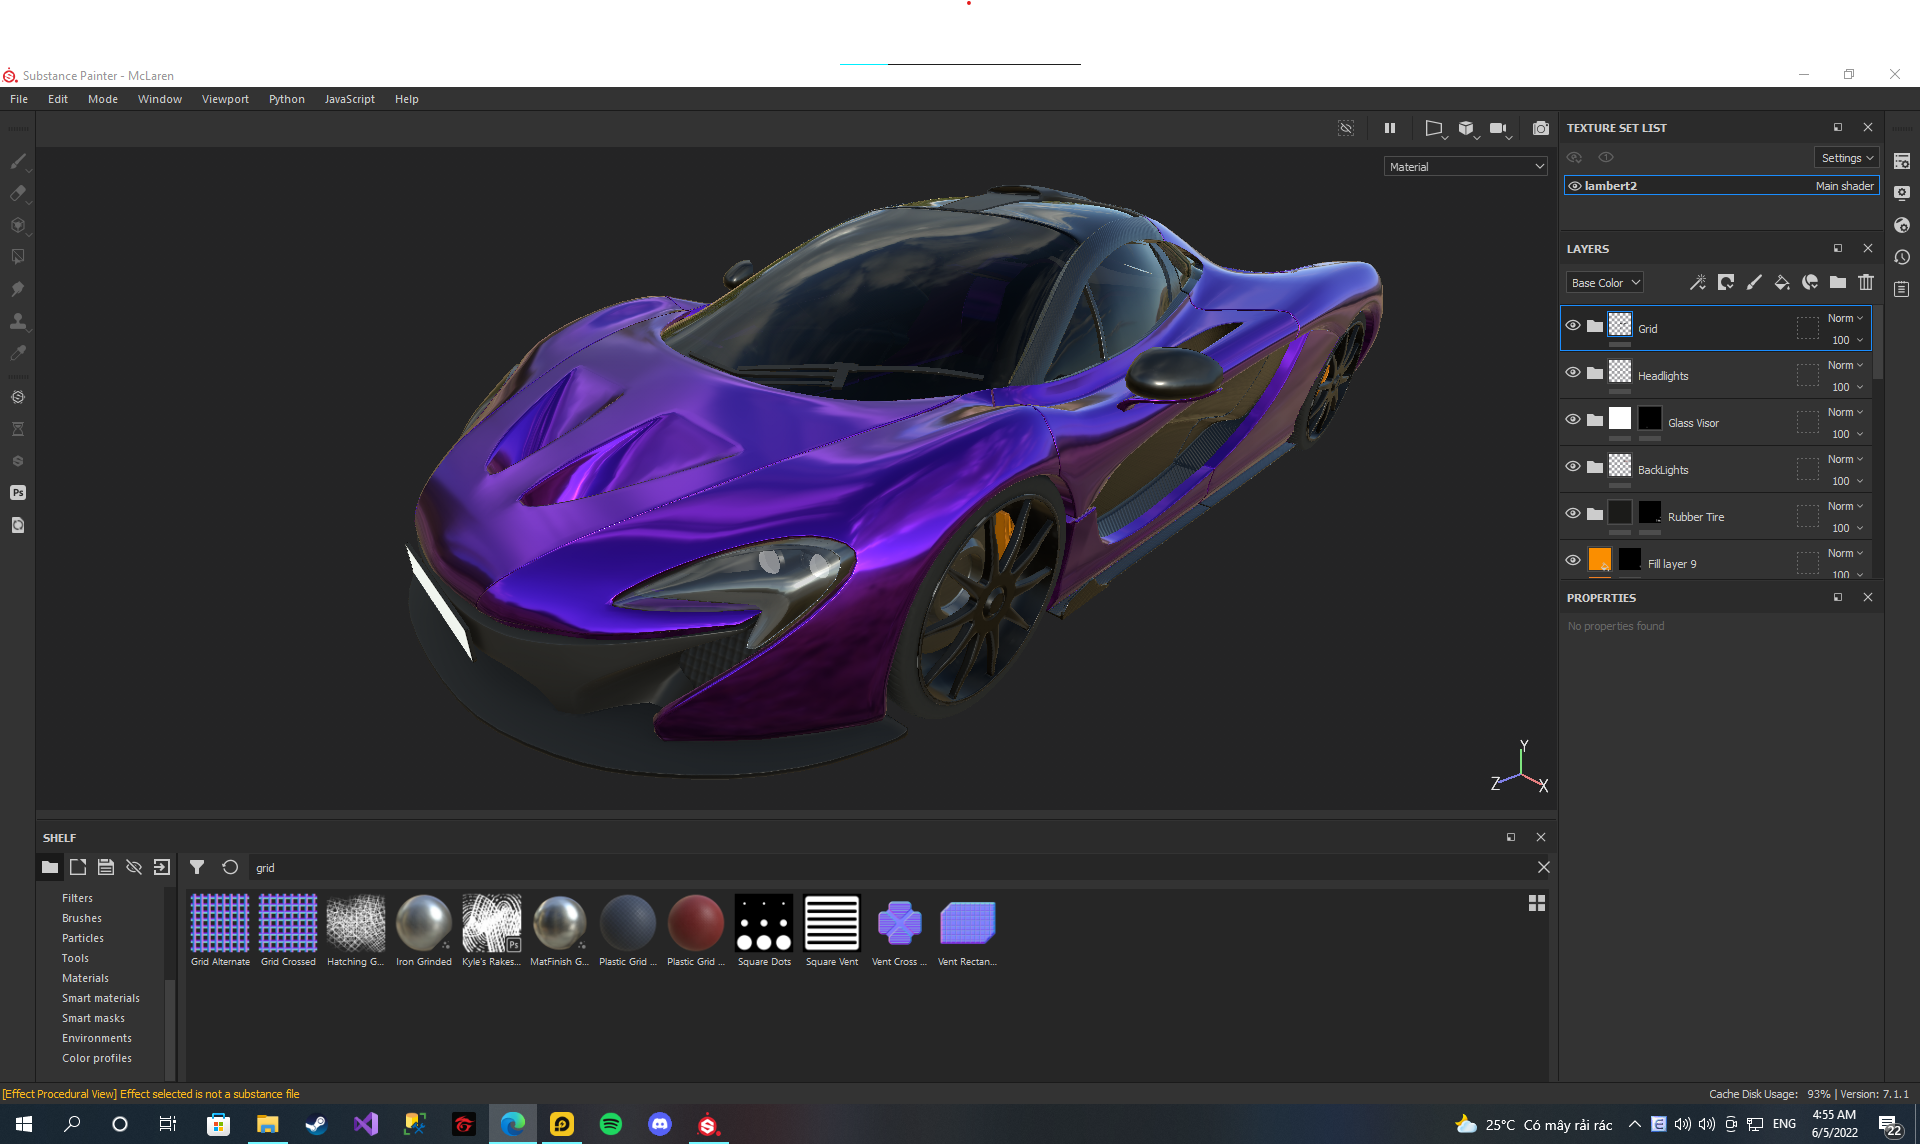 Substance Painter - McLaren
File Edit Mode Window Viewport Python JavaScript Help
Material
TEXTURE SET LIST
Settings
lambert2 Main shader
LAYERS
Base Color
Grid Norm 100
Headlights Norm 100
Glass Visor Norm 100
BackLights Norm 100
Rubber Tire Norm 100
Fill layer 9 Norm 100
PROPERTIES
No properties found
Y
Z
X
SHELF
grid
Filters
Brushes
Particles
Tools
Materials
Smart materials
Smart masks
Environments
Color profiles
Ps
Ps
Grid Alternate Grid Crossed Hatching G... Iron Grinded Kyle's Rakes... MatFinish G... Plastic Grid ... Plastic Grid ... Square Dots Square Vent Vent Cross ... Vent Rectan...
[Effect Procedural View] Effect selected is not a substance file
Cache Disk Usage: 93% | Version: 7.1.1
25°C Có mây rải rác
ENG
4:55 AM
6/5/2022
22